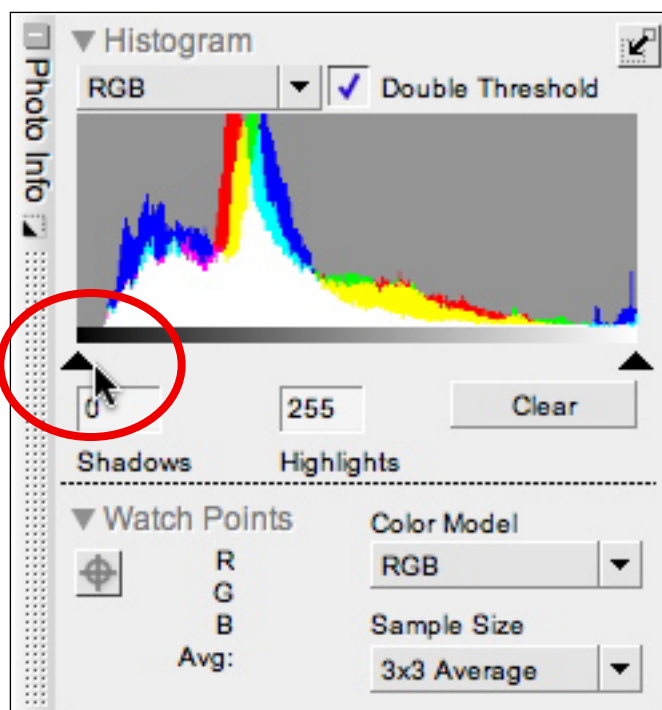 Photo Info
Histogram
RGB
Double Threshold
0
255
Clear
Shadows
Highlights
Watch Points
Color Model
R
RGB
G
B
Sample Size
Avg:
3x3 Average